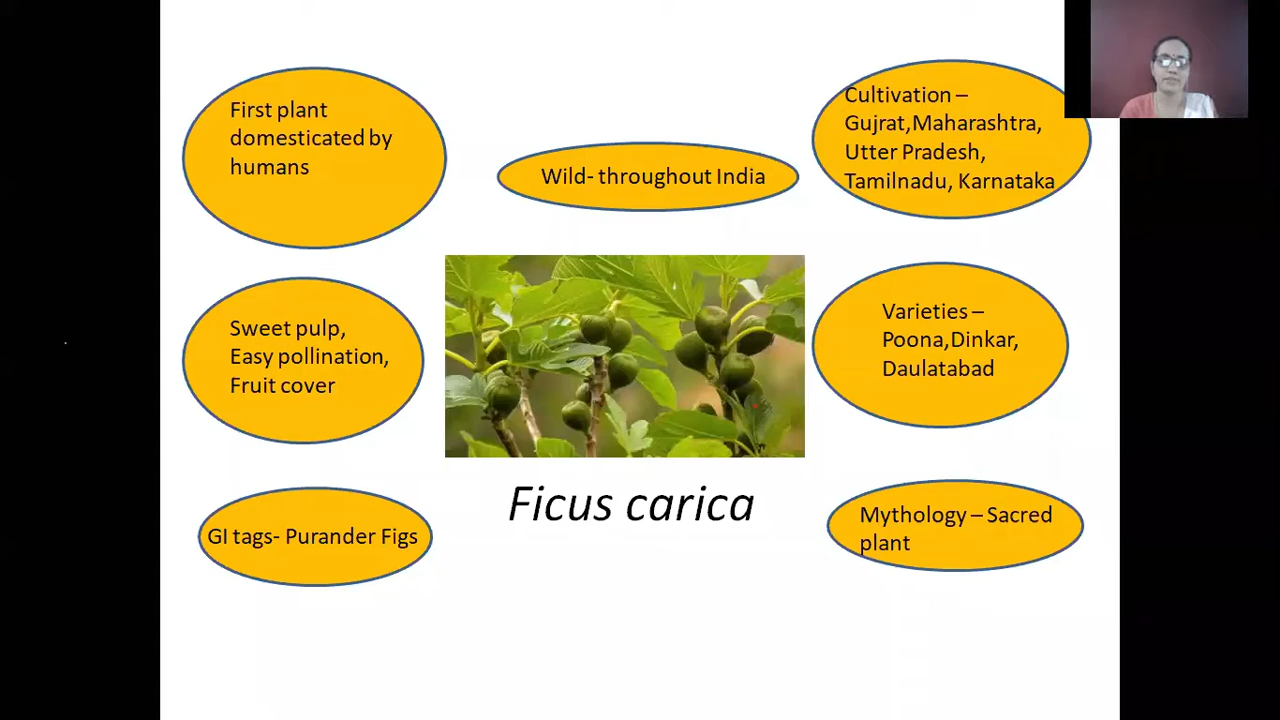 First plant
domesticated by
humans
Wild- throughout India
Cultivation –
Gujrat,Maharashtra,
Utter Pradesh,
Tamilnadu, Karnataka
Sweet pulp,
Easy pollination,
Fruit cover
Varieties –
Poona,Dinkar,
Daulatabad
GI tags- Purander Figs
Ficus carica
Mythology – Sacred
plant